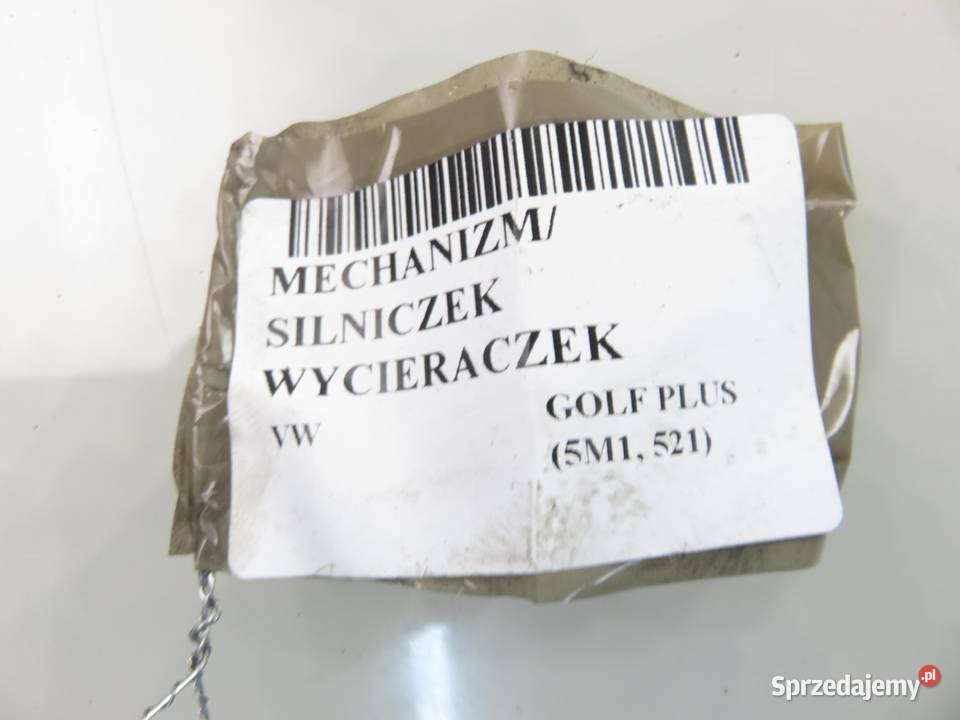 MECHANIZM/
SILNICZEK
WYCIERACZEK
VW GOLF PLUS
(5M1, 521)
Sprzedajemy.pl